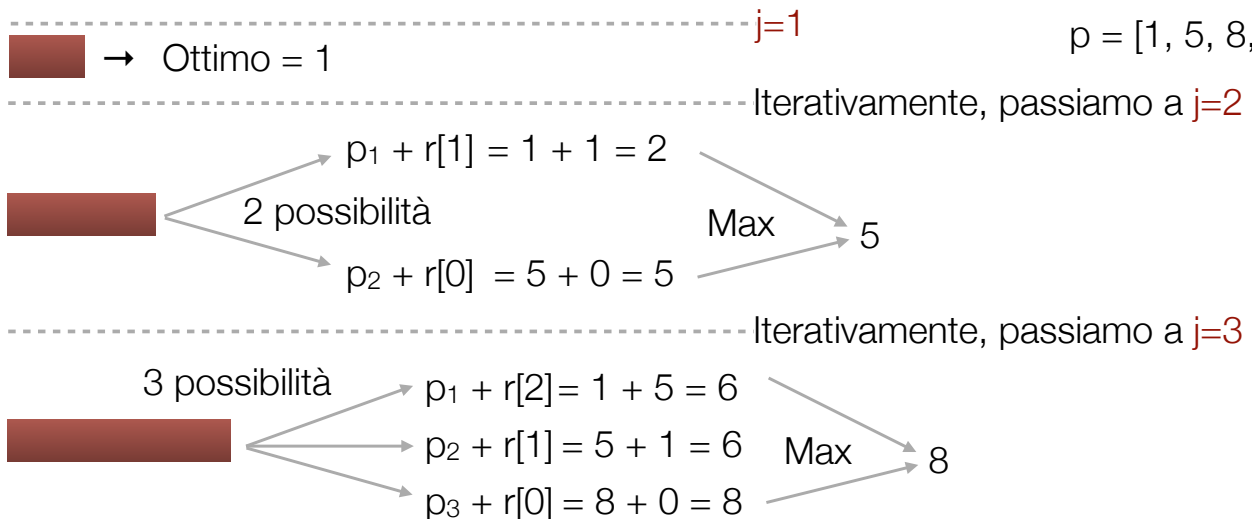 j=1
p = [1, 5, 8,
→ Ottimo = 1
Iterativamente, passiamo a j=2
p₁ + r[1] = 1 + 1 = 2
2 possibilità
Max
5
p₂ + r[0] = 5 + 0 = 5
Iterativamente, passiamo a j=3
3 possibilità
p₁ + r[2] = 1 + 5 = 6
p₂ + r[1] = 5 + 1 = 6
Max
8
p₃ + r[0] = 8 + 0 = 8